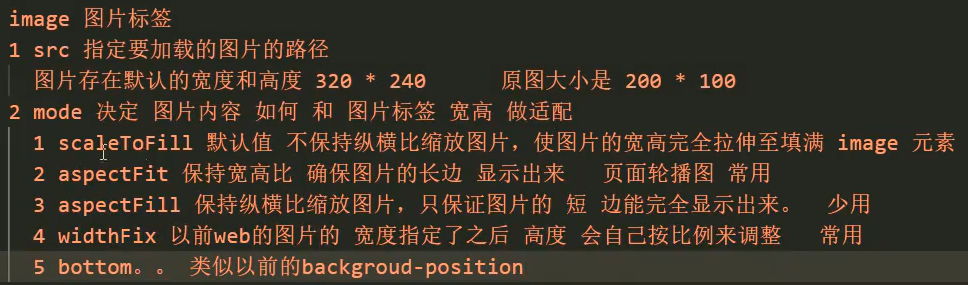 image 图片标签
1 src 指定要加载的图片的路径
图片存在默认的宽度和高度 320 * 240 原图大小是 200 * 100
2 mode 决定 图片内容 如何 和 图片标签 宽高 做适配
1 scaleToFill 默认值 不保持纵横比缩放图片，使图片的宽高完全拉伸至填满 image 元素
2 aspectFit 保持宽高比 确保图片的长边 显示出来 页面轮播图 常用
3 aspectFill 保持纵横比缩放图片，只保证图片的 短 边能完全显示出来。 少用
4 widthFix 以前web的图片的 宽度指定了之后 高度 会自己按比例来调整 常用
5 bottom。。 类似以前的backgroud-position